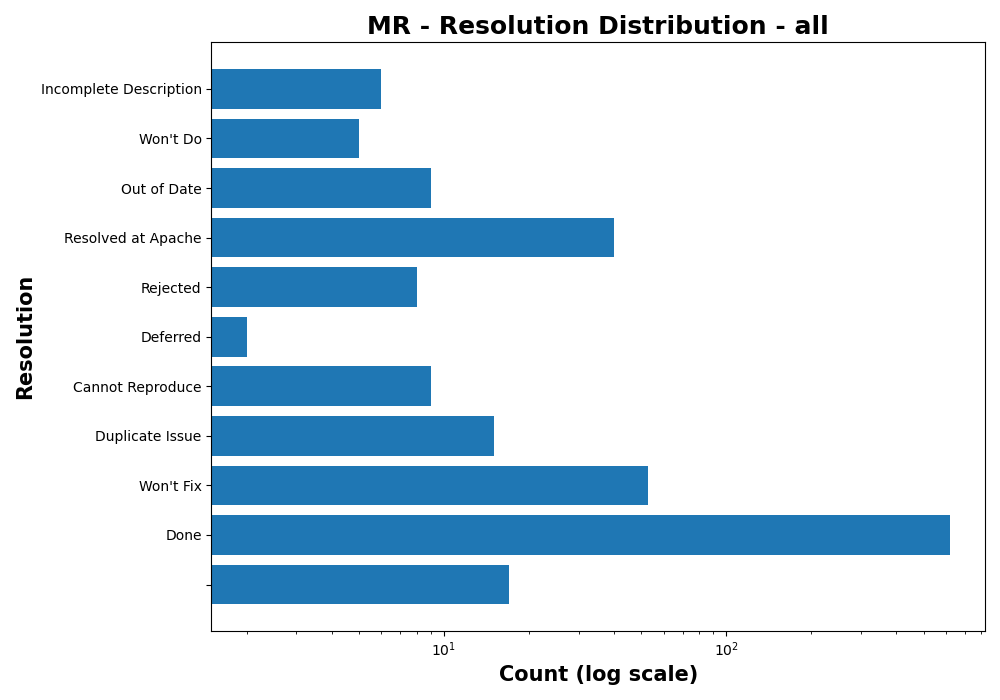 MR - Resolution Distribution - all
Incomplete Description
Won't Do
Out of Date
Resolved at Apache
Rejected
Deferred
Cannot Reproduce
Duplicate Issue
Won't Fix
Done
Resolution
10¹ 10²
Count (log scale)